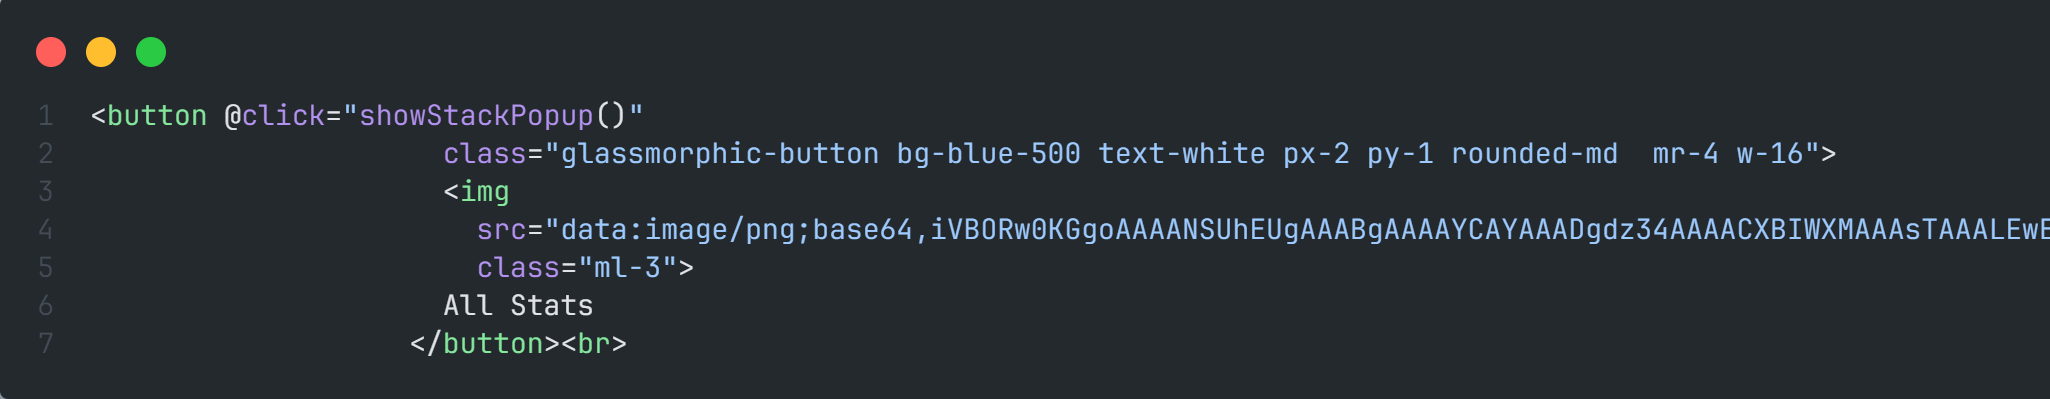 1 <button @click="showStackPopup()"
2 class="glassmorphic-button bg-blue-500 text-white px-2 py-1 rounded-md  mr-4 w-16">
3 <img
4 src="data:image/png;base64,iVBORw0KGgoAAAANSUhEUgAAABgAAAAYCAYAAADgdz34AAAACXBIWXMAAAsTAAALEwE
5 class="ml-3">
6 All Stats
7 </button><br>